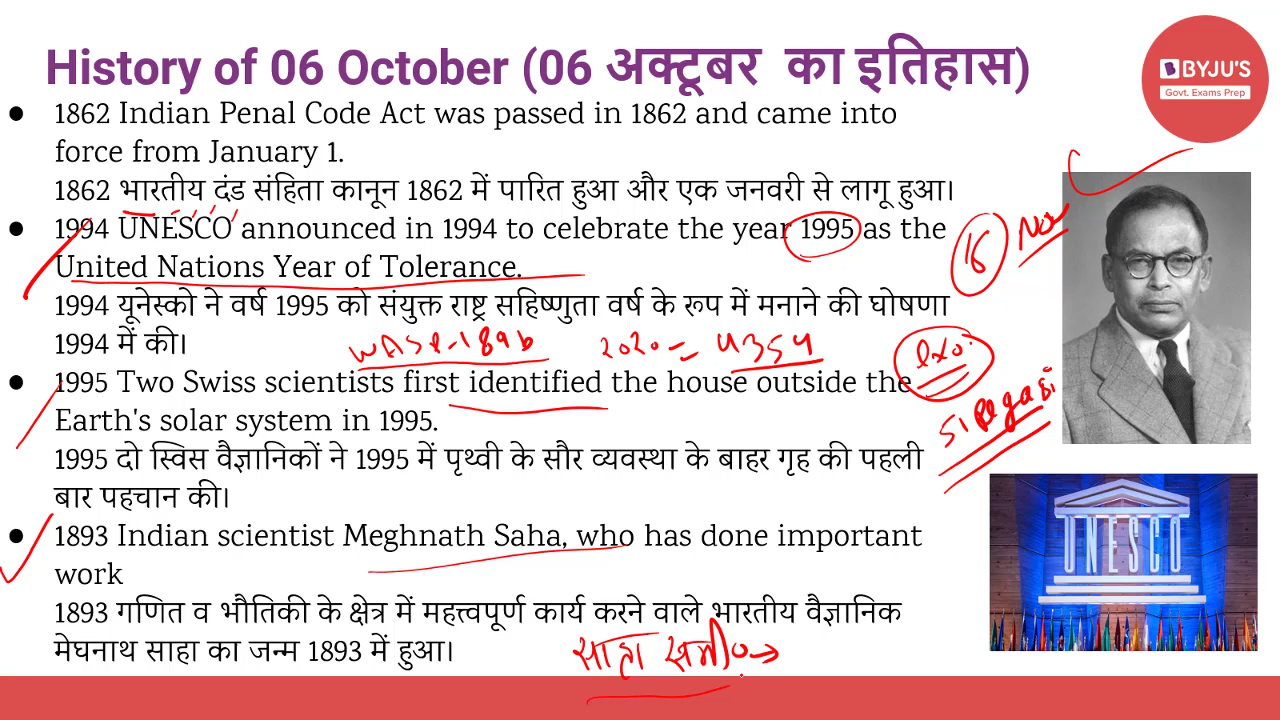 History of 06 October (06 अक्टूबर का इतिहास)
BYJU'S
Govt. Exams Prep
● 1862 Indian Penal Code Act was passed in 1862 and came into
force from January 1.
1862 भारतीय दंड संहिता कानून 1862 में पारित हुआ और एक जनवरी से लागू हुआ।
● 1994 UNESCO announced in 1994 to celebrate the year 1995 as the
United Nations Year of Tolerance.
16 Nov
1994 यूनेस्को ने वर्ष 1995 को संयुक्त राष्ट्र सहिष्णुता वर्ष के रूप में मनाने की घोषणा
1994 में की।
2020 = 4354
● 1995 Two Swiss scientists first identified the house outside the
Earth's solar system in 1995.
exo
51 Pegasi
1995 दो स्विस वैज्ञानिकों ने 1995 में पृथ्वी के सौर व्यवस्था के बाहर गृह की पहली
बार पहचान की।
● 1893 Indian scientist Meghnath Saha, who has done important
work
1893 गणित व भौतिकी के क्षेत्र में महत्त्वपूर्ण कार्य करने वाले भारतीय वैज्ञानिक
मेघनाथ साहा का जन्म 1893 में हुआ।
साहा समी० →
UNESCO